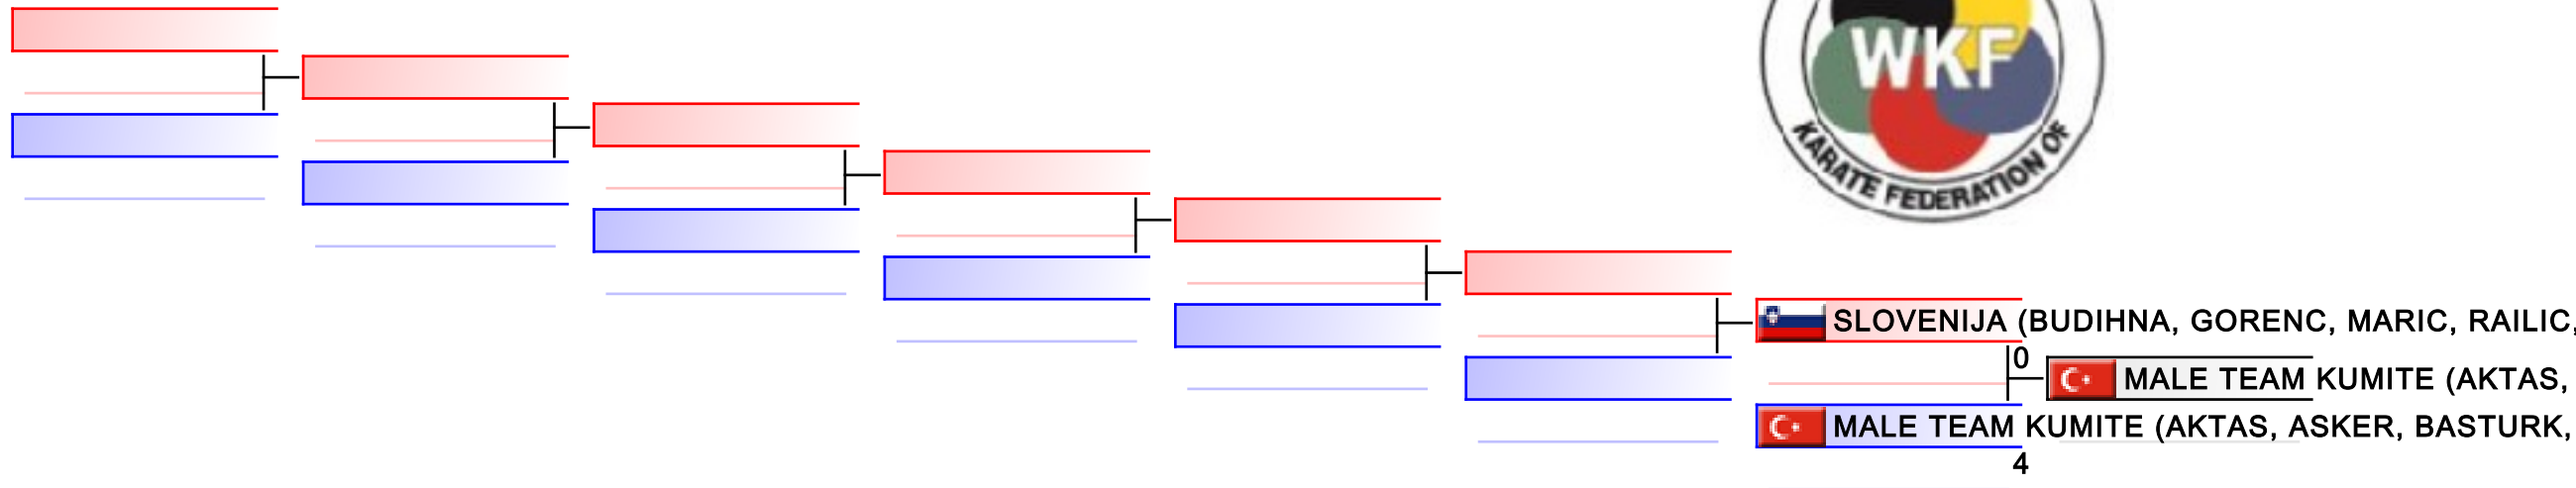 WKF
KARATE FEDERATION OF
SLOVENIJA (BUDIHNA, GORENC, MARIC, RAILIC,
0
MALE TEAM KUMITE (AKTAS,
MALE TEAM KUMITE (AKTAS, ASKER, BASTURK,
4